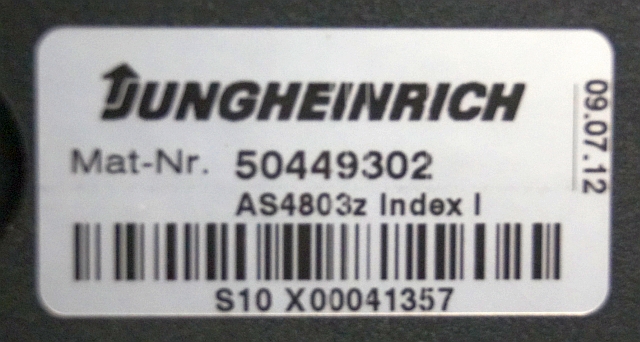 JUNGHEINRICH
Mat-Nr. 50449302
AS4803z Index I
S10 X00041357
09.07.12